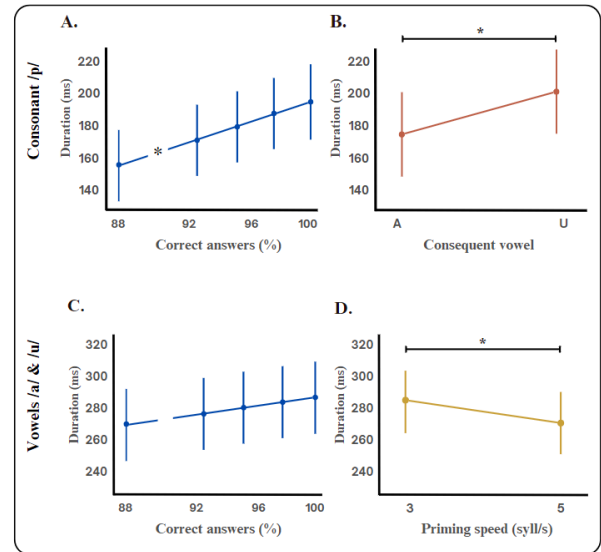 A.
Consonant /p/
Duration (ms)
220
200
180
160
140
*
88 92 96 100
Correct answers (%)
B.
*
Duration (ms)
220
200
180
160
140
A U
Consequent vowel
C.
Vowels /a/ & /u/
Duration (ms)
320
300
280
260
240
88 92 96 100
Correct answers (%)
D.
*
Duration (ms)
320
300
280
260
240
3 5
Priming speed (syll/s)